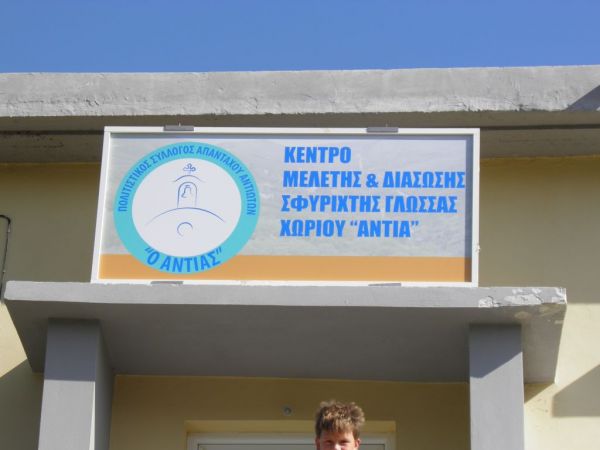 ΠΟΛΙΤΙΣΤΙΚΟΣ ΣΥΛΛΟΓΟΣ ΑΠΑΝΤΑΧΟΥ ΑΝΤΙΩΤΩΝ
"Ο ΑΝΤΙΑΣ"
ΚΕΝΤΡΟ
ΜΕΛΕΤΗΣ & ΔΙΑΣΩΣΗΣ
ΣΦΥΡΙΧΤΗΣ ΓΛΩΣΣΑΣ
ΧΩΡΙΟΥ "ΑΝΤΙΑ"